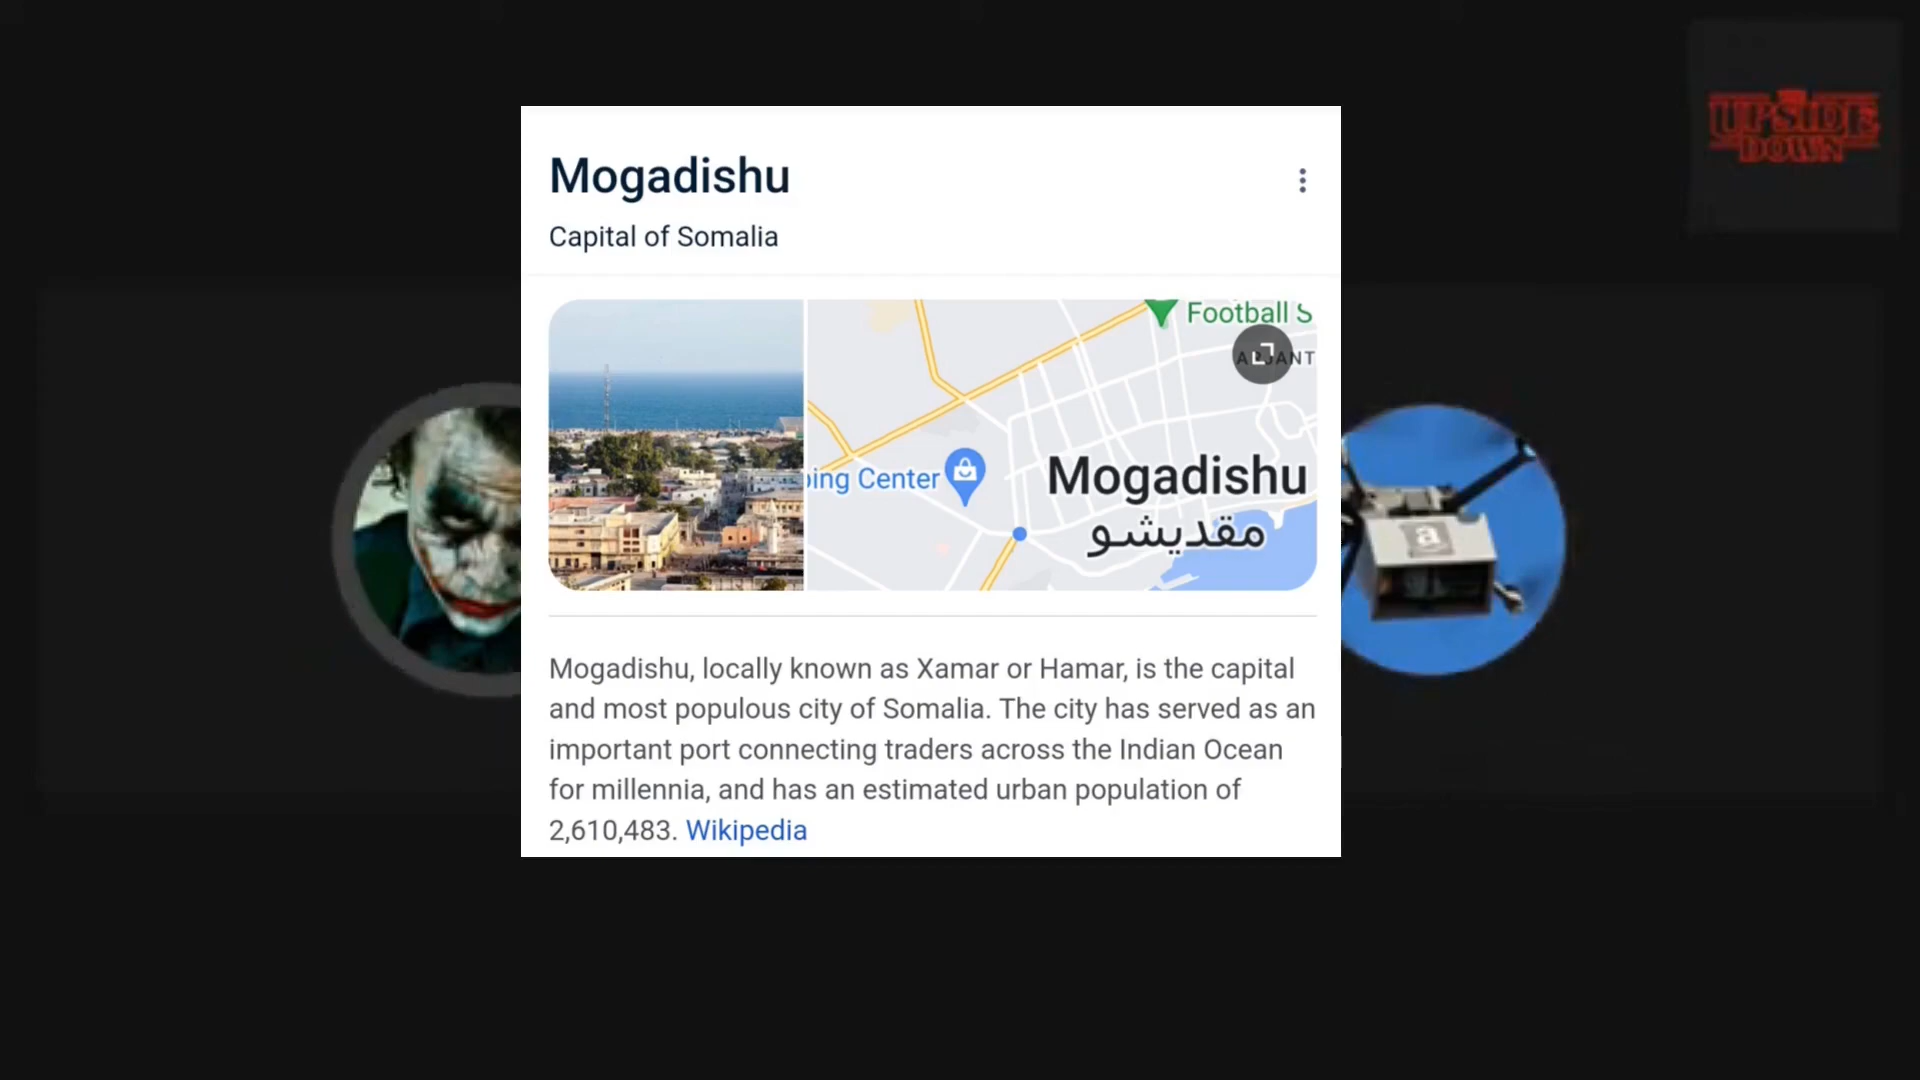 UPSIDE
DOWN
Mogadishu
Capital of Somalia
Football S
ing Center
Mogadishu
مقديشو
a
Mogadishu, locally known as Xamar or Hamar, is the capital
and most populous city of Somalia. The city has served as an
important port connecting traders across the Indian Ocean
for millennia, and has an estimated urban population of
2,610,483. Wikipedia